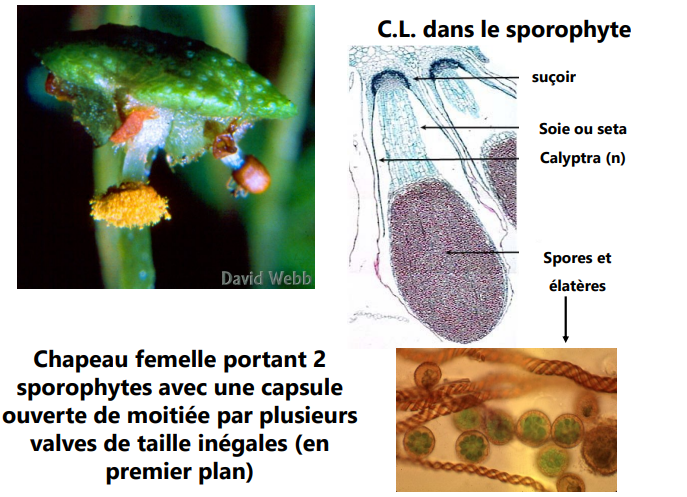 C.L. dans le sporophyte
suçoir
Soie ou seta
Calyptra (n)
Spores et
élatères
David Webb
Chapeau femelle portant 2
sporophytes avec une capsule
ouverte de moitiée par plusieurs
valves de taille inégales (en
premier plan)